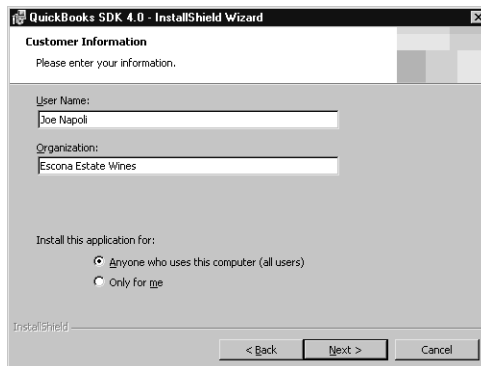 QuickBooks SDK 4.0 - InstallShield Wizard
Customer Information
Please enter your information.
User Name:
Joe Napoli
Organization:
Escona Estate Wines
Install this application for:
Anyone who uses this computer (all users)
Only for me
InstallShield
< Back Next > Cancel